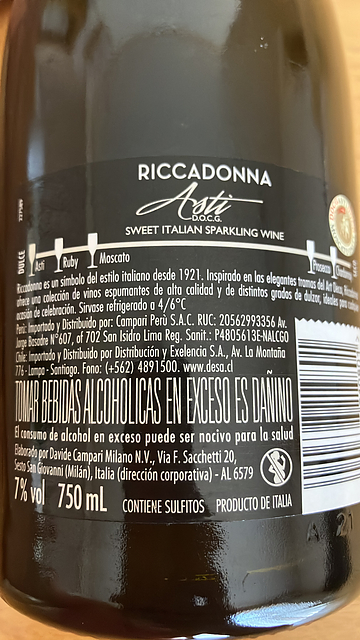 RICCADONNA
Asti
D.O.C.G.
SWEET ITALIAN SPARKLING WINE
DULCE
Asti Ruby Moscato Prosecco
Riccadonna es un símbolo del estilo italiano desde 1921. Inspirado en las elegantes tramas del Art Deco,
ofrece una colección de vinos espumantes de alta calidad y de distintos grados de dulzor, ideales
ocasión de celebración. Sírvase refrigerado a 4/6°C
Perú: Importado y Distribuido por: Campari Perú S.A.C. RUC: 20562993356 Av.
Jorge Basadre N°607, of 702 San Isidro Lima Reg. Sanit.: P4805613E-NALCGO
Chile: Importado y Distribuido por Distribución y Exelencia S.A., Av. La Montaña
776 - Lampa - Santiago. Fono: (+562) 4891500. www.desa.cl
TOMAR BEBIDAS ALCOHOLICAS EN EXCESO ES DAÑINO
El consumo de alcohol en exceso puede ser nocivo para la salud
Elaborado por Davide Campari Milano N.V., Via F. Sacchetti 20,
Sesto San Giovanni (Milán), Italia (dirección corporativa) - AL 6579
7% vol 750 mL CONTIENE SULFITOS PRODUCTO DE ITALIA